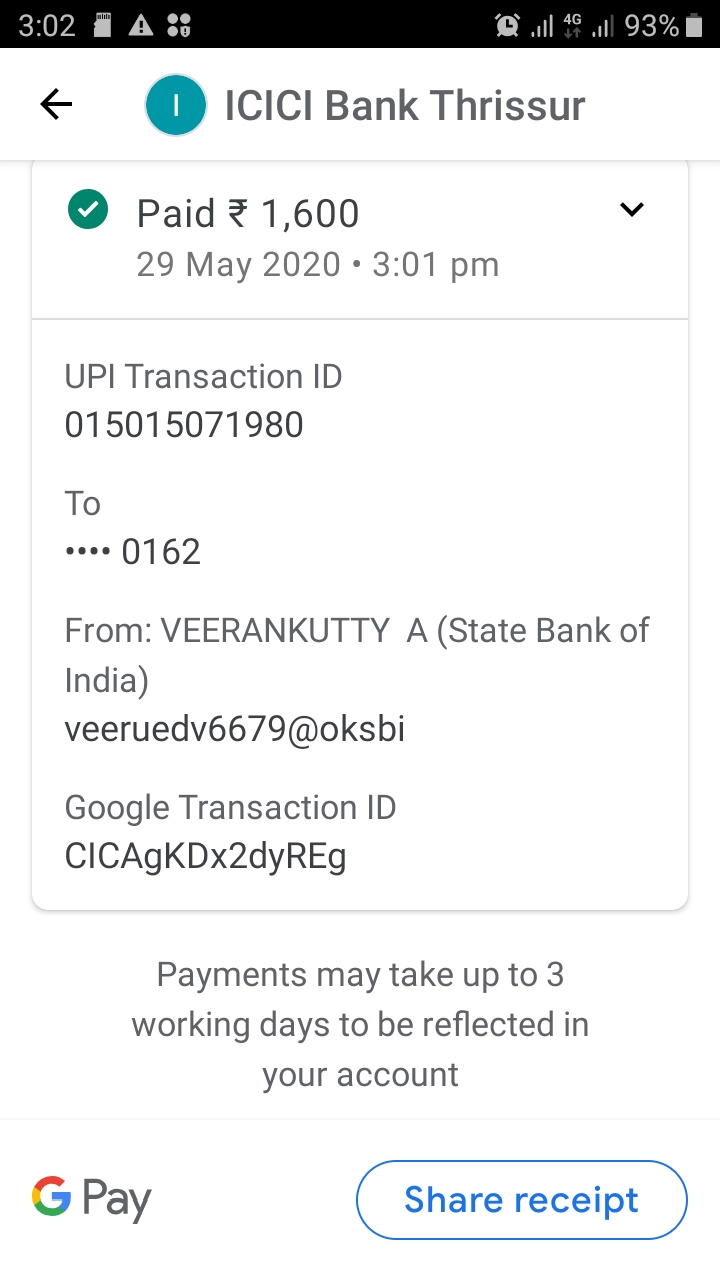 3:02 4G 93%
I ICICI Bank Thrissur
Paid ₹ 1,600
29 May 2020 • 3:01 pm
UPI Transaction ID
015015071980
To
•••• 0162
From: VEERANKUTTY  A (State Bank of
India)
veeruedv6679@oksbi
Google Transaction ID
CICAgKDx2dyREg
Payments may take up to 3
working days to be reflected in
your account
G Pay Share receipt